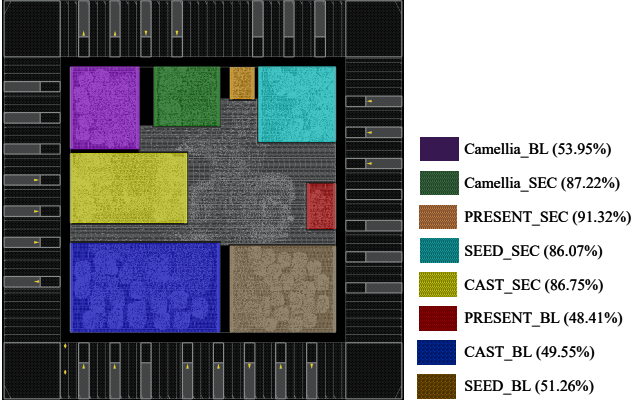 Camellia_BL (53.95%)
Camellia_SEC (87.22%)
PRESENT_SEC (91.32%)
SEED_SEC (86.07%)
CAST_SEC (86.75%)
PRESENT_BL (48.41%)
CAST_BL (49.55%)
SEED_BL (51.26%)